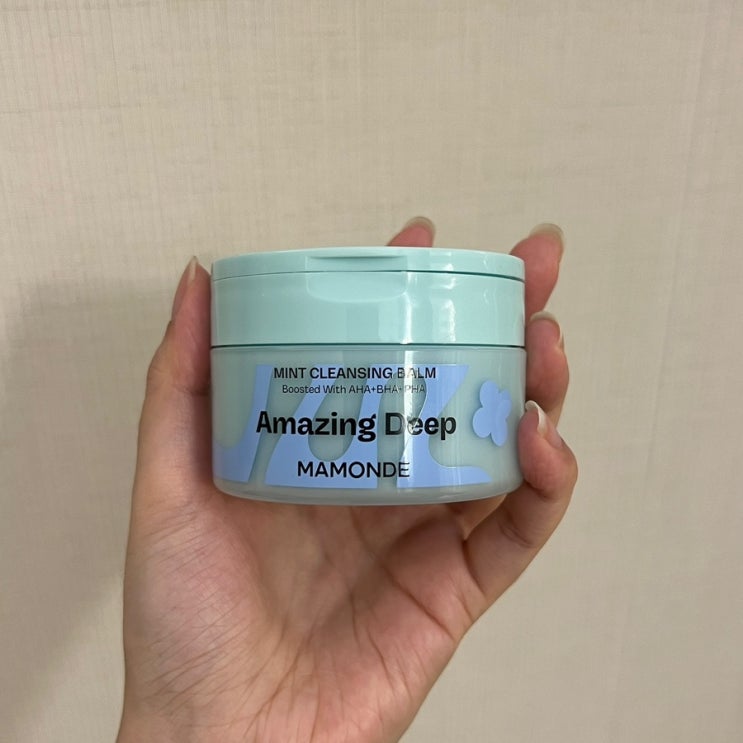 MINT CLEANSING BALM
Boosted With AHA+BHA+PHA
Amazing Deep
MAMONDE